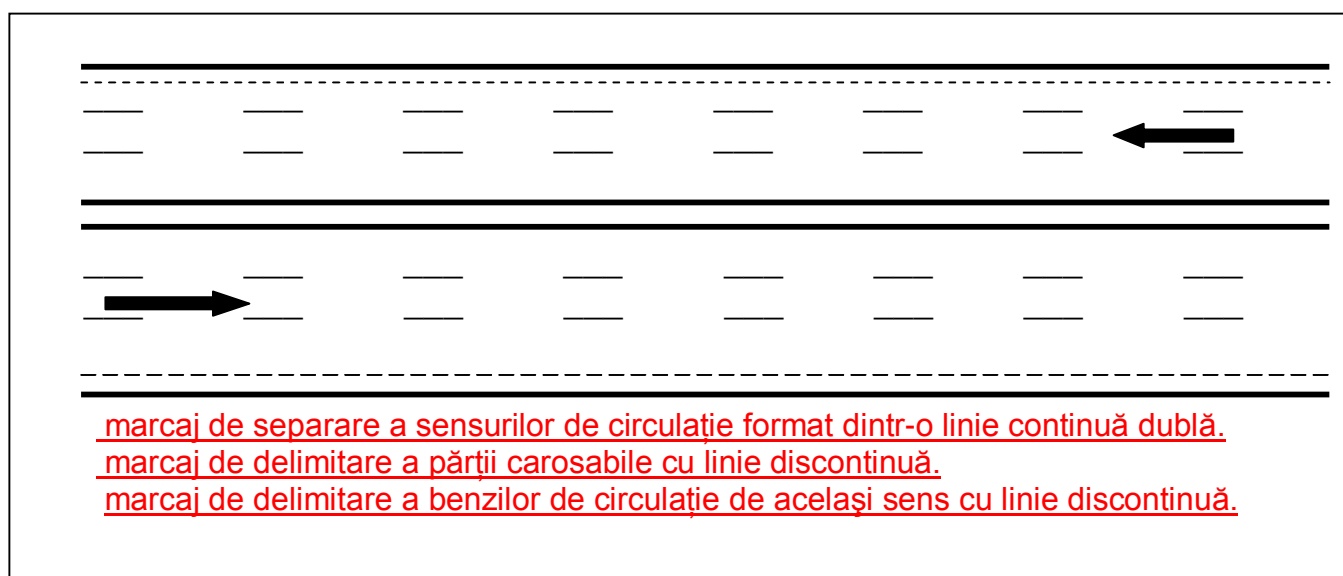 marcaj de separare a sensurilor de circulație format dintr-o linie continuă dublă.
marcaj de delimitare a părții carosabile cu linie discontinuă.
marcaj de delimitare a benzilor de circulație de același sens cu linie discontinuă.